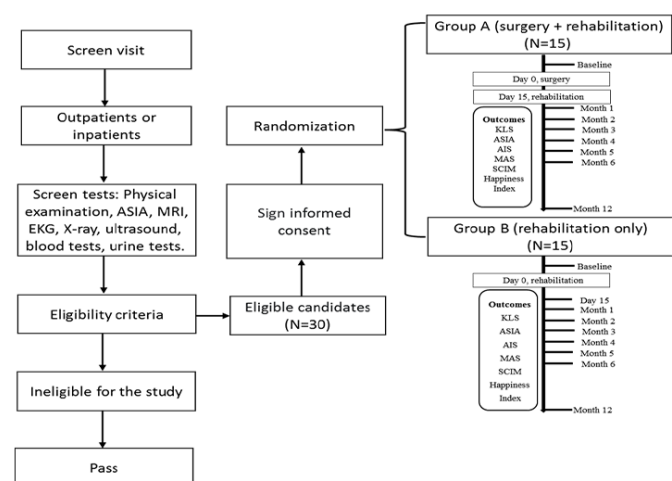 Screen visit
Outpatients or
inpatients
Screen tests: Physical
examination, ASIA, MRI,
EKG, X-ray, ultrasound,
blood tests, urine tests.
Eligibility criteria
Ineligible for the study
Pass
Eligible candidates
(N=30)
Sign informed
consent
Randomization
Group A (surgery + rehabilitation)
(N=15)
Baseline
Day 0, surgery
Day 15, rehabilitation
Month 1
Month 2
Month 3
Month 4
Month 5
Month 6
Month 12
Outcomes
KLS
ASIA
AIS
MAS
SCIM
Happiness
Index
Group B (rehabilitation only)
(N=15)
Baseline
Day 0, rehabilitation
Day 15
Month 1
Month 2
Month 3
Month 4
Month 5
Month 6
Month 12
Outcomes
KLS
ASIA
AIS
MAS
SCIM
Happiness
Index